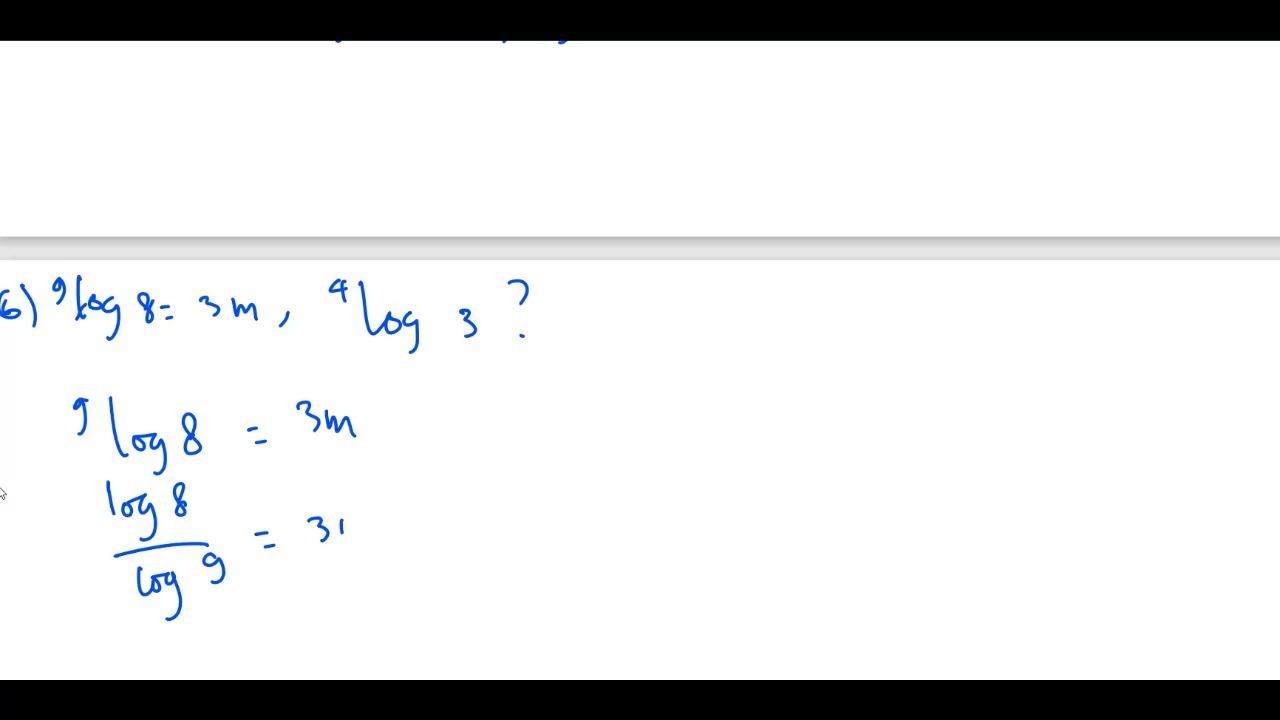 6) ⁹log 8 = 3m, ⁴log 3 ?
⁹log 8 = 3m
log 8
/ log 9 = 3